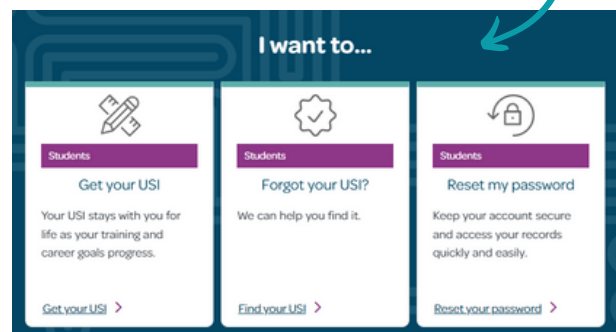 I want to...
Students
Get your USI
Your USI stays with you for
life as your training and
career goals progress.
Get your USI
Students
Forgot your USI?
We can help you find it.
Find your USI
Students
Reset my password
Keep your account secure
and access your records
quickly and easily.
Reset your password